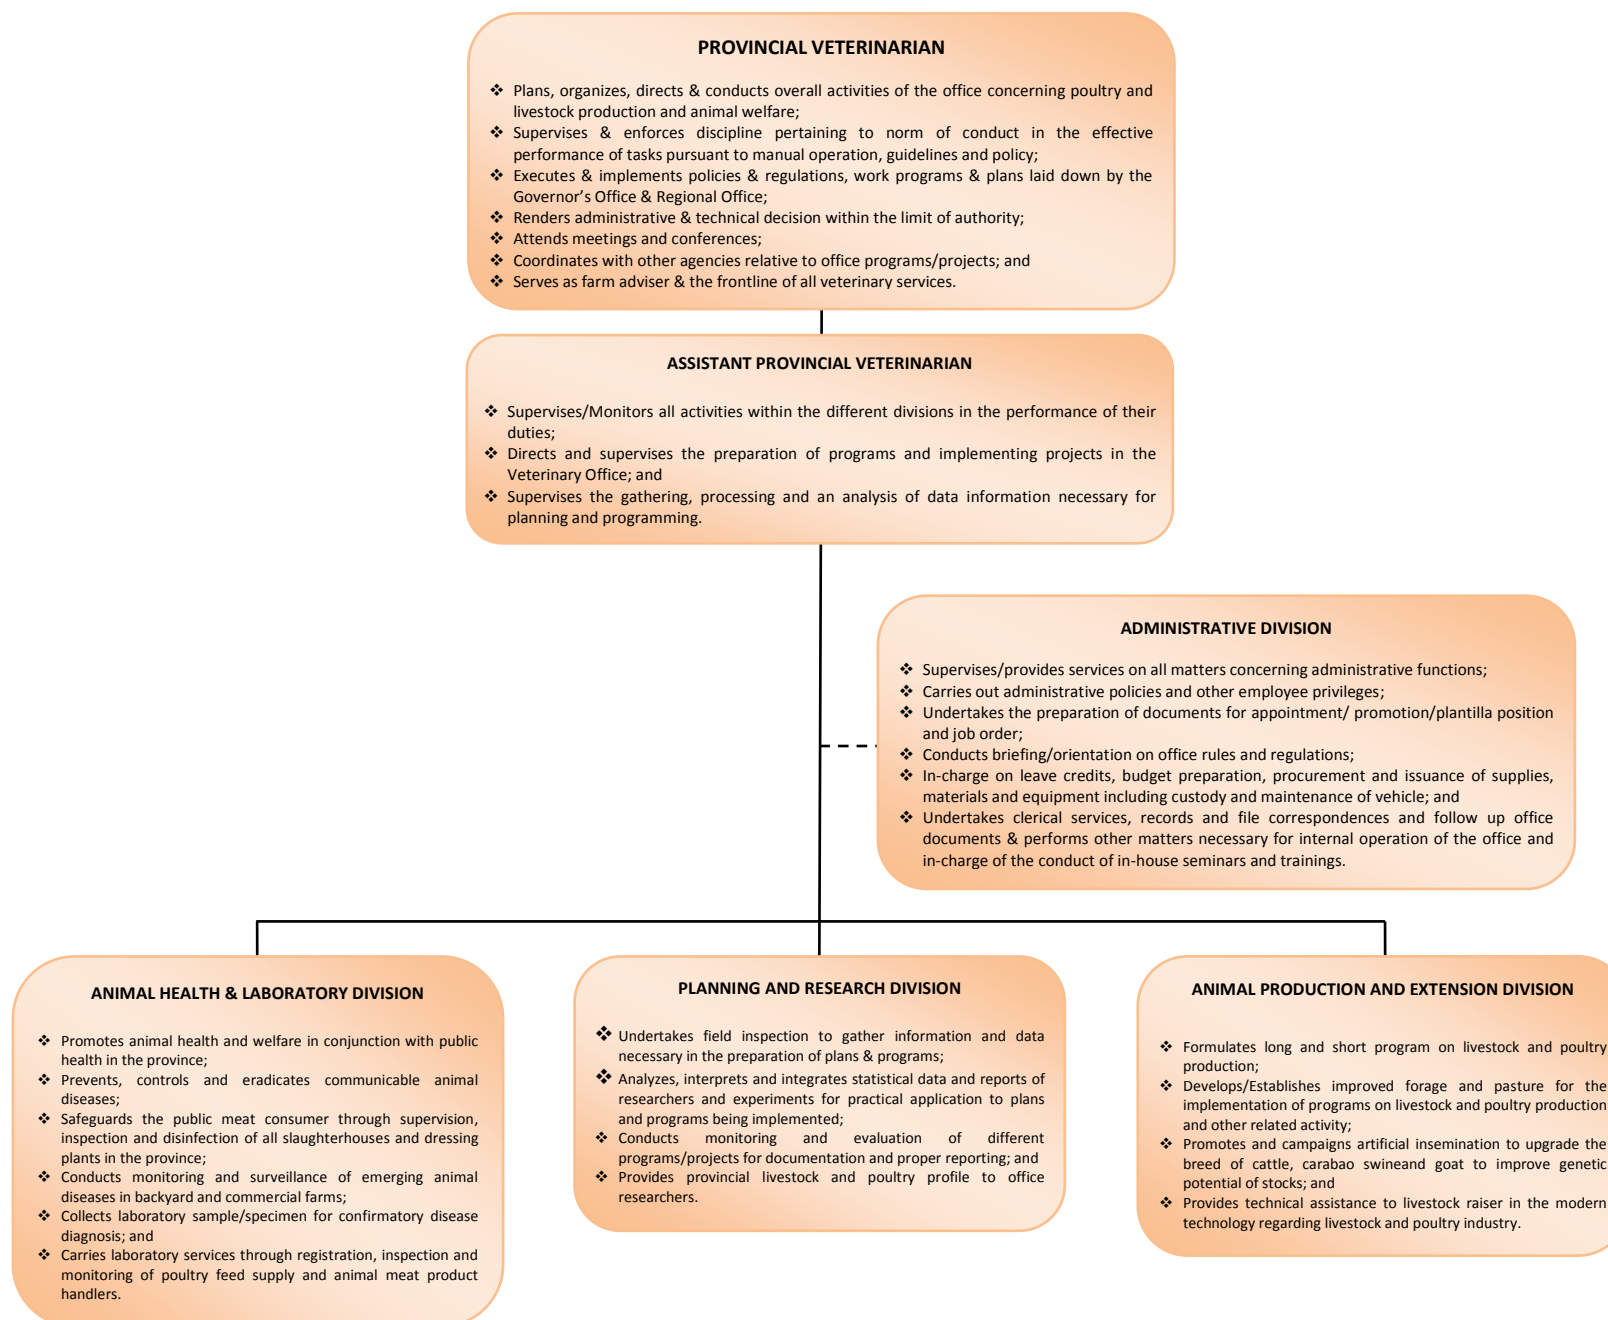 PROVINCIAL VETERINARIAN
❖ Plans, organizes, directs & conducts overall activities of the office concerning poultry and
livestock production and animal welfare;
❖ Supervises & enforces discipline pertaining to norm of conduct in the effective
performance of tasks pursuant to manual operation, guidelines and policy;
❖ Executes & implements policies & regulations, work programs & plans laid down by the
Governor’s Office & Regional Office;
❖ Renders administrative & technical decision within the limit of authority;
❖ Attends meetings and conferences;
❖ Coordinates with other agencies relative to office programs/projects; and
❖ Serves as farm adviser & the frontline of all veterinary services.
ASSISTANT PROVINCIAL VETERINARIAN
❖ Supervises/Monitors all activities within the different divisions in the performance of their
duties;
❖ Directs and supervises the preparation of programs and implementing projects in the
Veterinary Office; and
❖ Supervises the gathering, processing and an analysis of data information necessary for
planning and programming.
ADMINISTRATIVE DIVISION
❖ Supervises/provides services on all matters concerning administrative functions;
❖ Carries out administrative policies and other employee privileges;
❖ Undertakes the preparation of documents for appointment/ promotion/plantilla position
and job order;
❖ Conducts briefing/orientation on office rules and regulations;
❖ In-charge on leave credits, budget preparation, procurement and issuance of supplies,
materials and equipment including custody and maintenance of vehicle; and
❖ Undertakes clerical services, records and file correspondences and follow up office
documents & performs other matters necessary for internal operation of the office and
in-charge of the conduct of in-house seminars and trainings.
ANIMAL HEALTH & LABORATORY DIVISION
❖ Promotes animal health and welfare in conjunction with public
health in the province;
❖ Prevents, controls and eradicates communicable animal
diseases;
❖ Safeguards the public meat consumer through supervision,
inspection and disinfection of all slaughterhouses and dressing
plants in the province;
❖ Conducts monitoring and surveillance of emerging animal
diseases in backyard and commercial farms;
❖ Collects laboratory sample/specimen for confirmatory disease
diagnosis; and
❖ Carries laboratory services through registration, inspection and
monitoring of poultry feed supply and animal meat product
handlers.
PLANNING AND RESEARCH DIVISION
❖ Undertakes field inspection to gather information and data
necessary in the preparation of plans & programs;
❖ Analyzes, interprets and integrates statistical data and reports of
researchers and experiments for practical application to plans
and programs being implemented;
❖ Conducts monitoring and evaluation of different
programs/projects for documentation and proper reporting; and
❖ Provides provincial livestock and poultry profile to office
researchers.
ANIMAL PRODUCTION AND EXTENSION DIVISION
❖ Formulates long and short program on livestock and poultry
production;
❖ Develops/Establishes improved forage and pasture for the
implementation of programs on livestock and poultry production
and other related activity;
❖ Promotes and campaigns artificial insemination to upgrade the
breed of cattle, carabao swineand goat to improve genetic
potential of stocks; and
❖ Provides technical assistance to livestock raiser in the modern
technology regarding livestock and poultry industry.